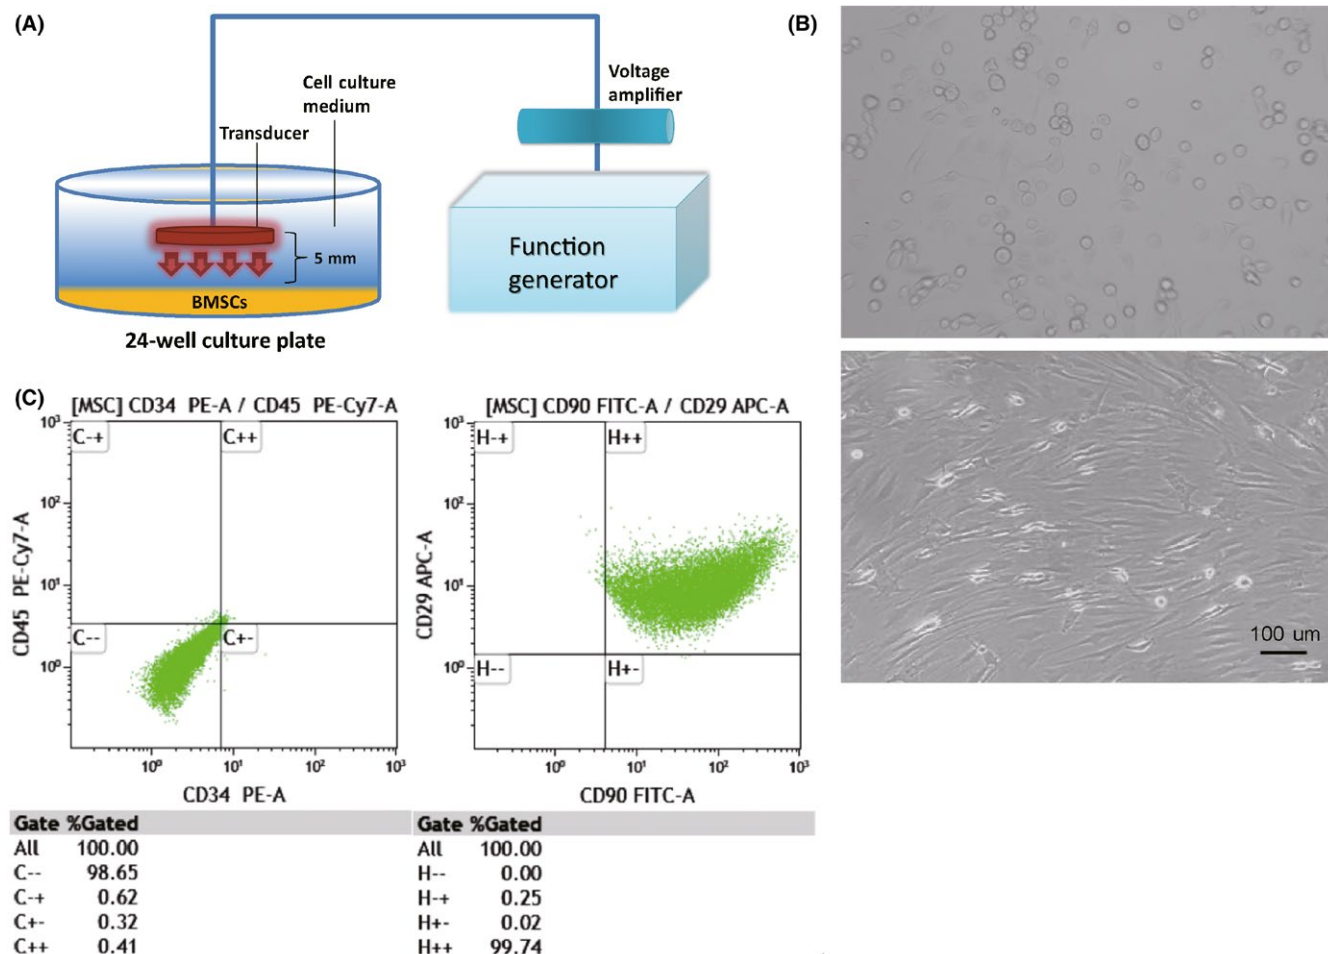 (A)
Voltage
amplifier
Cell culture
medium
Transducer
5 mm
Function
generator
BMSCs
24-well culture plate
(B)
100 um
(C)
[MSC] CD34 PE-A / CD45 PE-Cy7-A
10³
C-+
C++
10²
10¹
C--
C+-
10⁰
CD45 PE-Cy7-A
10⁰ 10¹ 10² 10³
CD34 PE-A
[MSC] CD90 FITC-A / CD29 APC-A
10³
H-+
H++
10²
10¹
10⁰
H--
H+-
CD29 APC-A
10⁰ 10¹ 10² 10³
CD90 FITC-A
Gate %Gated
All 100.00
C-- 98.65
C-+ 0.62
C+- 0.32
C++ 0.41
Gate %Gated
All 100.00
H-- 0.00
H-+ 0.25
H+- 0.02
H++ 99.74